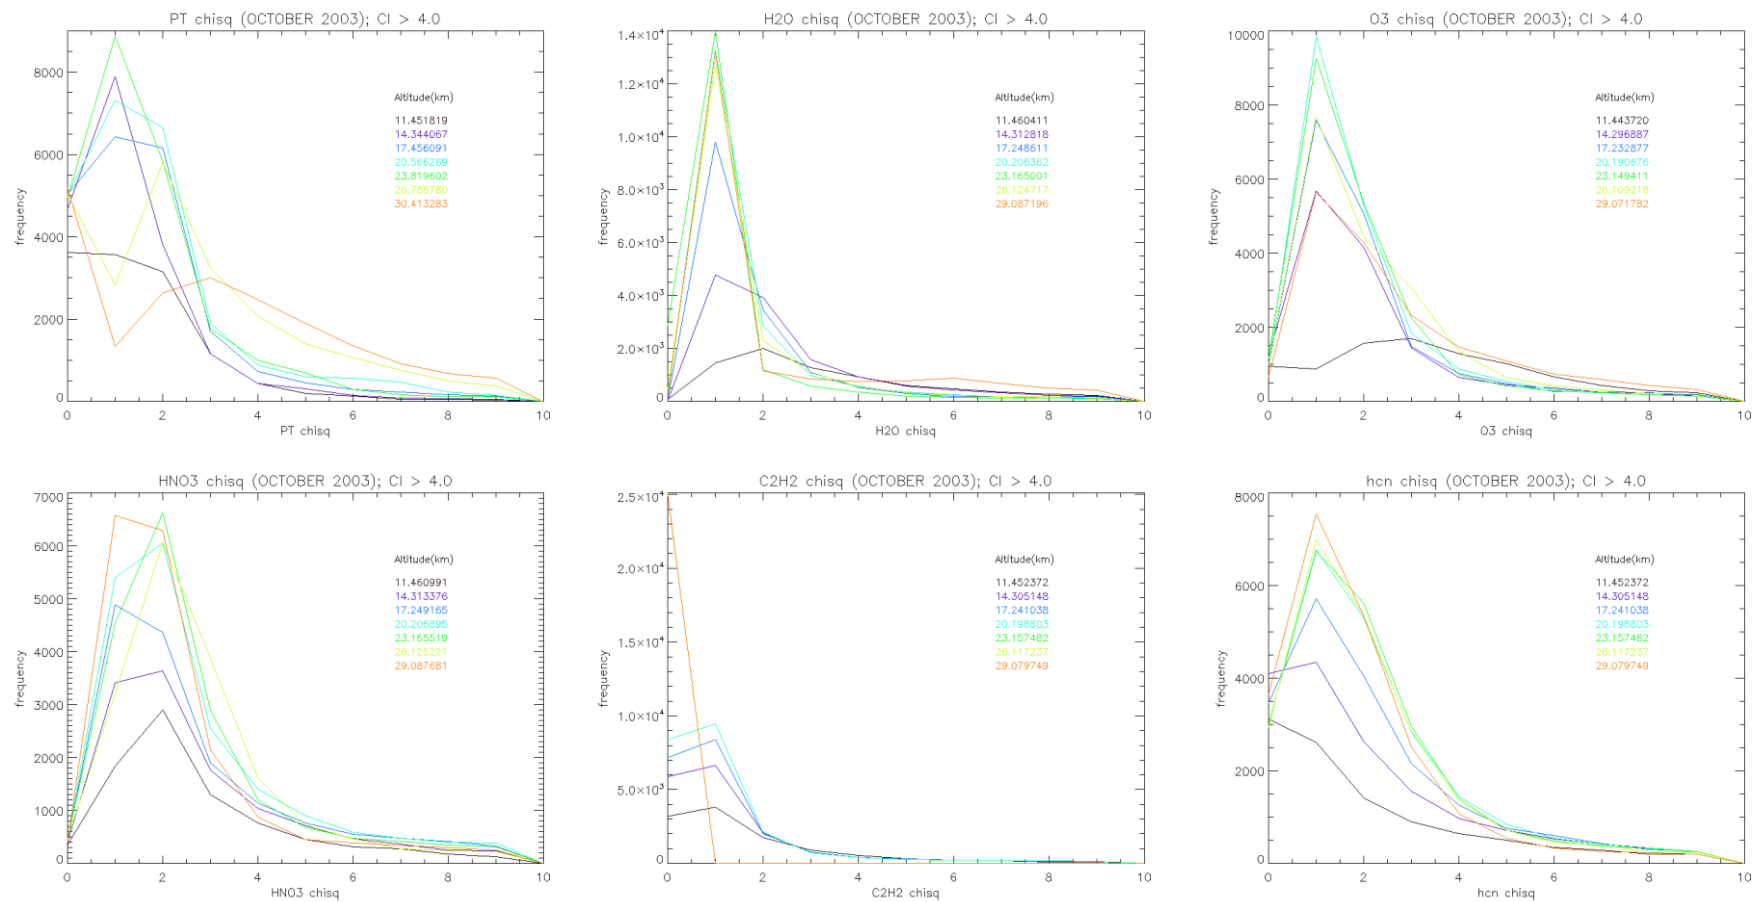 PT chisq (OCTOBER 2003); CI > 4.0
8000
6000
4000
2000
0
frequency
Altitude(km)
11.451819
14.344067
17.456091
20.566269
23.819602
26.786780
30.413283
0 2 4 6 8 10
PT chisq
H2O chisq (OCTOBER 2003); CI > 4.0
1.4×10⁴
1.2×10⁴
1.0×10⁴
8.0×10³
6.0×10³
4.0×10³
2.0×10³
0
frequency
Altitude(km)
11.460411
14.312818
17.248611
20.206362
23.165001
26.124717
29.087196
0 2 4 6 8 10
H2O chisq
O3 chisq (OCTOBER 2003); CI > 4.0
10000
8000
6000
4000
2000
0
frequency
Altitude(km)
11.443720
14.296887
17.232877
20.190676
23.149411
26.109218
29.071782
0 2 4 6 8 10
O3 chisq
HNO3 chisq (OCTOBER 2003); CI > 4.0
7000
6000
5000
4000
3000
2000
1000
0
frequency
Altitude(km)
11.460991
14.313376
17.249165
20.206895
23.165519
26.125221
29.087681
0 2 4 6 8 10
HNO3 chisq
C2H2 chisq (OCTOBER 2003); CI > 4.0
2.5×10⁴
2.0×10⁴
1.5×10⁴
1.0×10⁴
5.0×10³
0
frequency
Altitude(km)
11.452372
14.305148
17.241038
20.198803
23.157482
26.117237
29.079749
0 2 4 6 8 10
C2H2 chisq
hcn chisq (OCTOBER 2003); CI > 4.0
8000
6000
4000
2000
0
frequency
Altitude(km)
11.452372
14.305148
17.241038
20.198803
23.157482
26.117237
29.079749
0 2 4 6 8 10
hcn chisq